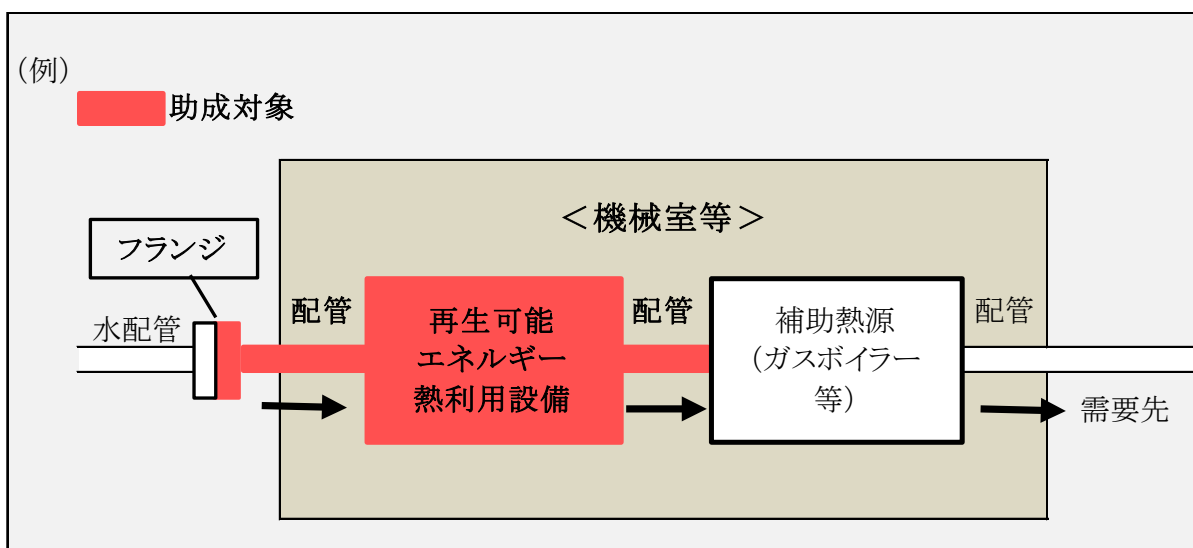 (例)
助成対象
<機械室等>
フランジ
水配管
配管
再生可能
エネルギー
熱利用設備
配管
補助熱源
(ガスボイラー
等)
配管
需要先